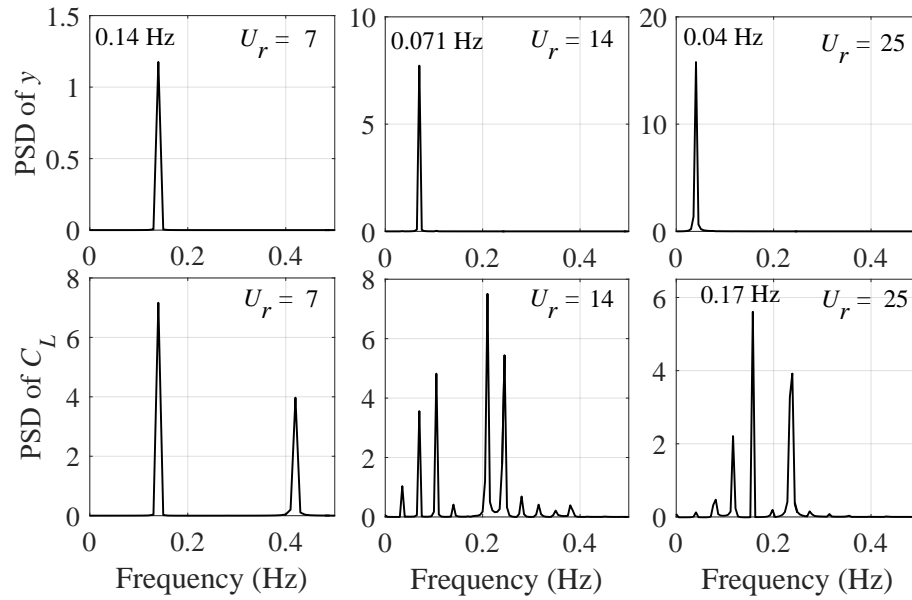 PSD of y
1.5
1
0.5
0
0.14 Hz
U_r = 7
0 0.2 0.4
10
5
0
0.071 Hz
U_r = 14
0 0.2 0.4
20
10
0
0.04 Hz
U_r = 25
0 0.2 0.4
PSD of C_L
8
6
4
2
0
U_r = 7
0 0.2 0.4
Frequency (Hz)
8
6
4
2
0
U_r = 14
0 0.2 0.4
Frequency (Hz)
6
4
2
0
0.17 Hz
U_r = 25
0 0.2 0.4
Frequency (Hz)